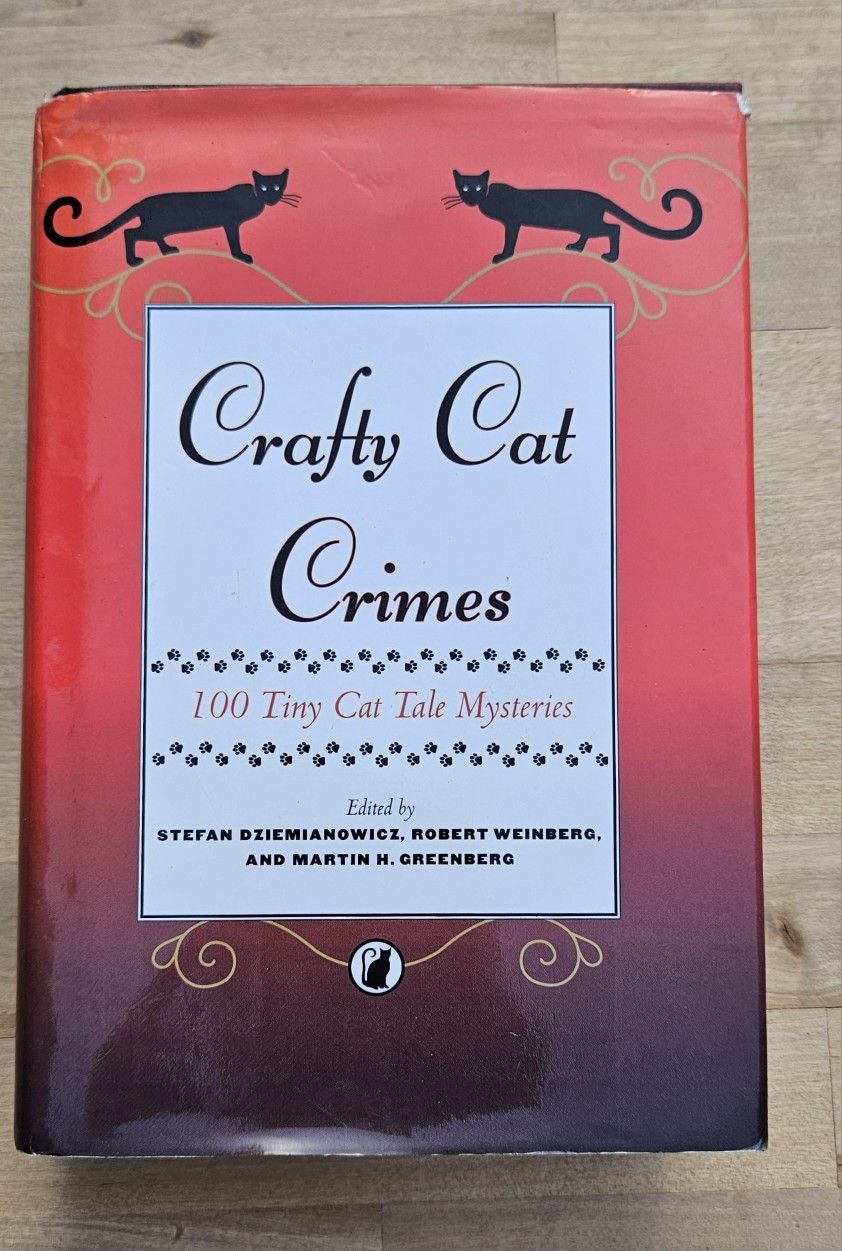 Crafty Cat
Crimes
100 Tiny Cat Tale Mysteries
Edited by
STEFAN DZIEMIANOWICZ, ROBERT WEINBERG,
AND MARTIN H. GREENBERG